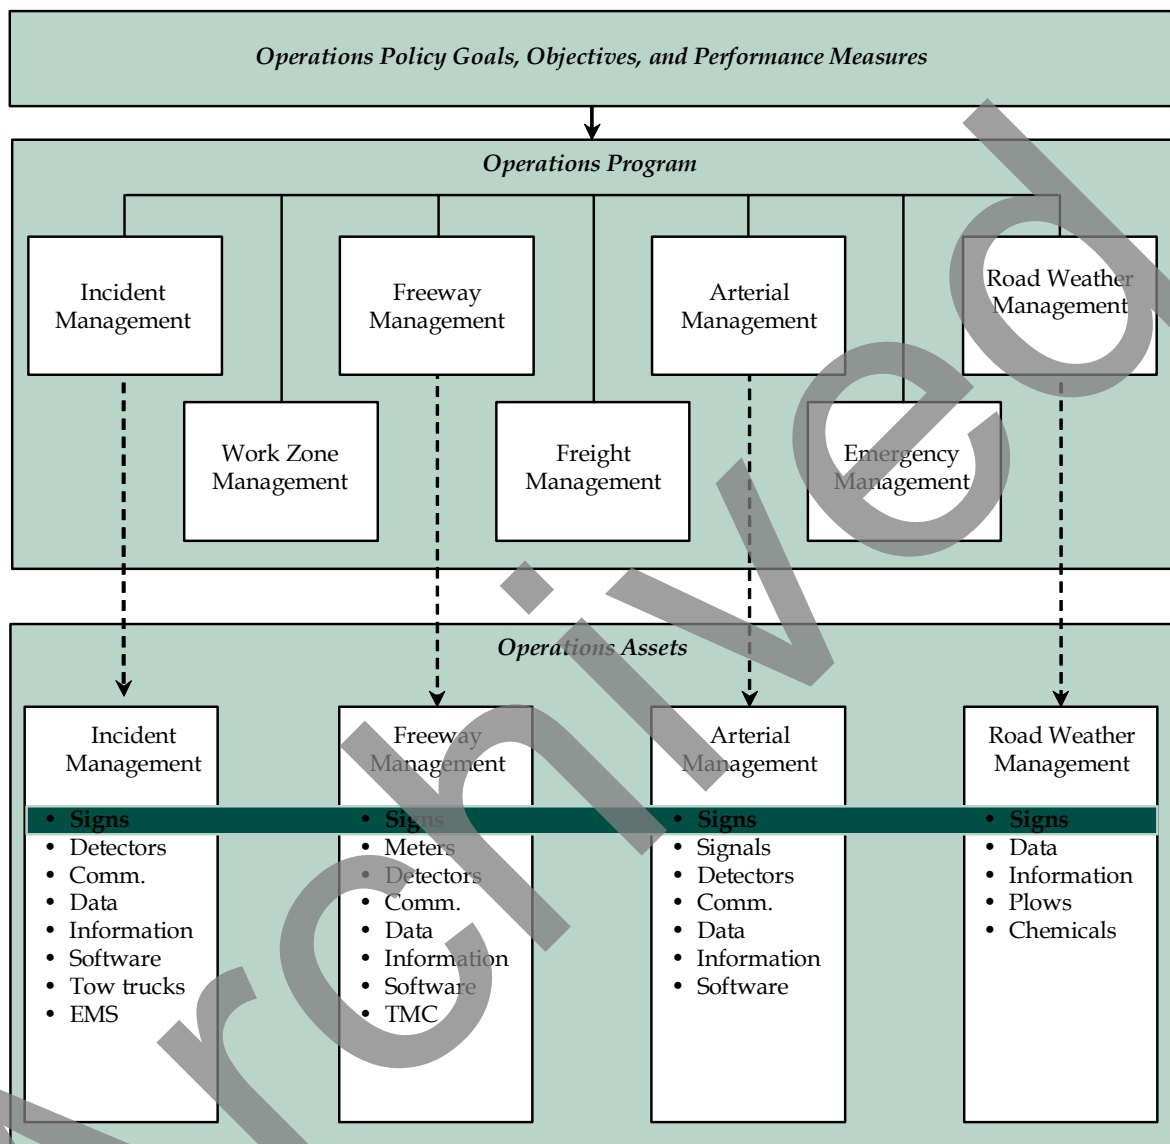 Operations Policy Goals, Objectives, and Performance Measures
Operations Program
Incident
Management
Freeway
Management
Arterial
Management
Road Weather
Management
Work Zone
Management
Freight
Management
Emergency
Management
Operations Assets
Incident
Management
• Signs
• Detectors
• Comm.
• Data
• Information
• Software
• Tow trucks
• EMS
Freeway
Management
• Signs
• Meters
• Detectors
• Comm.
• Data
• Information
• Software
• TMC
Arterial
Management
• Signs
• Signals
• Detectors
• Comm.
• Data
• Information
• Software
Road Weather
Management
• Signs
• Data
• Information
• Plows
• Chemicals
Archived